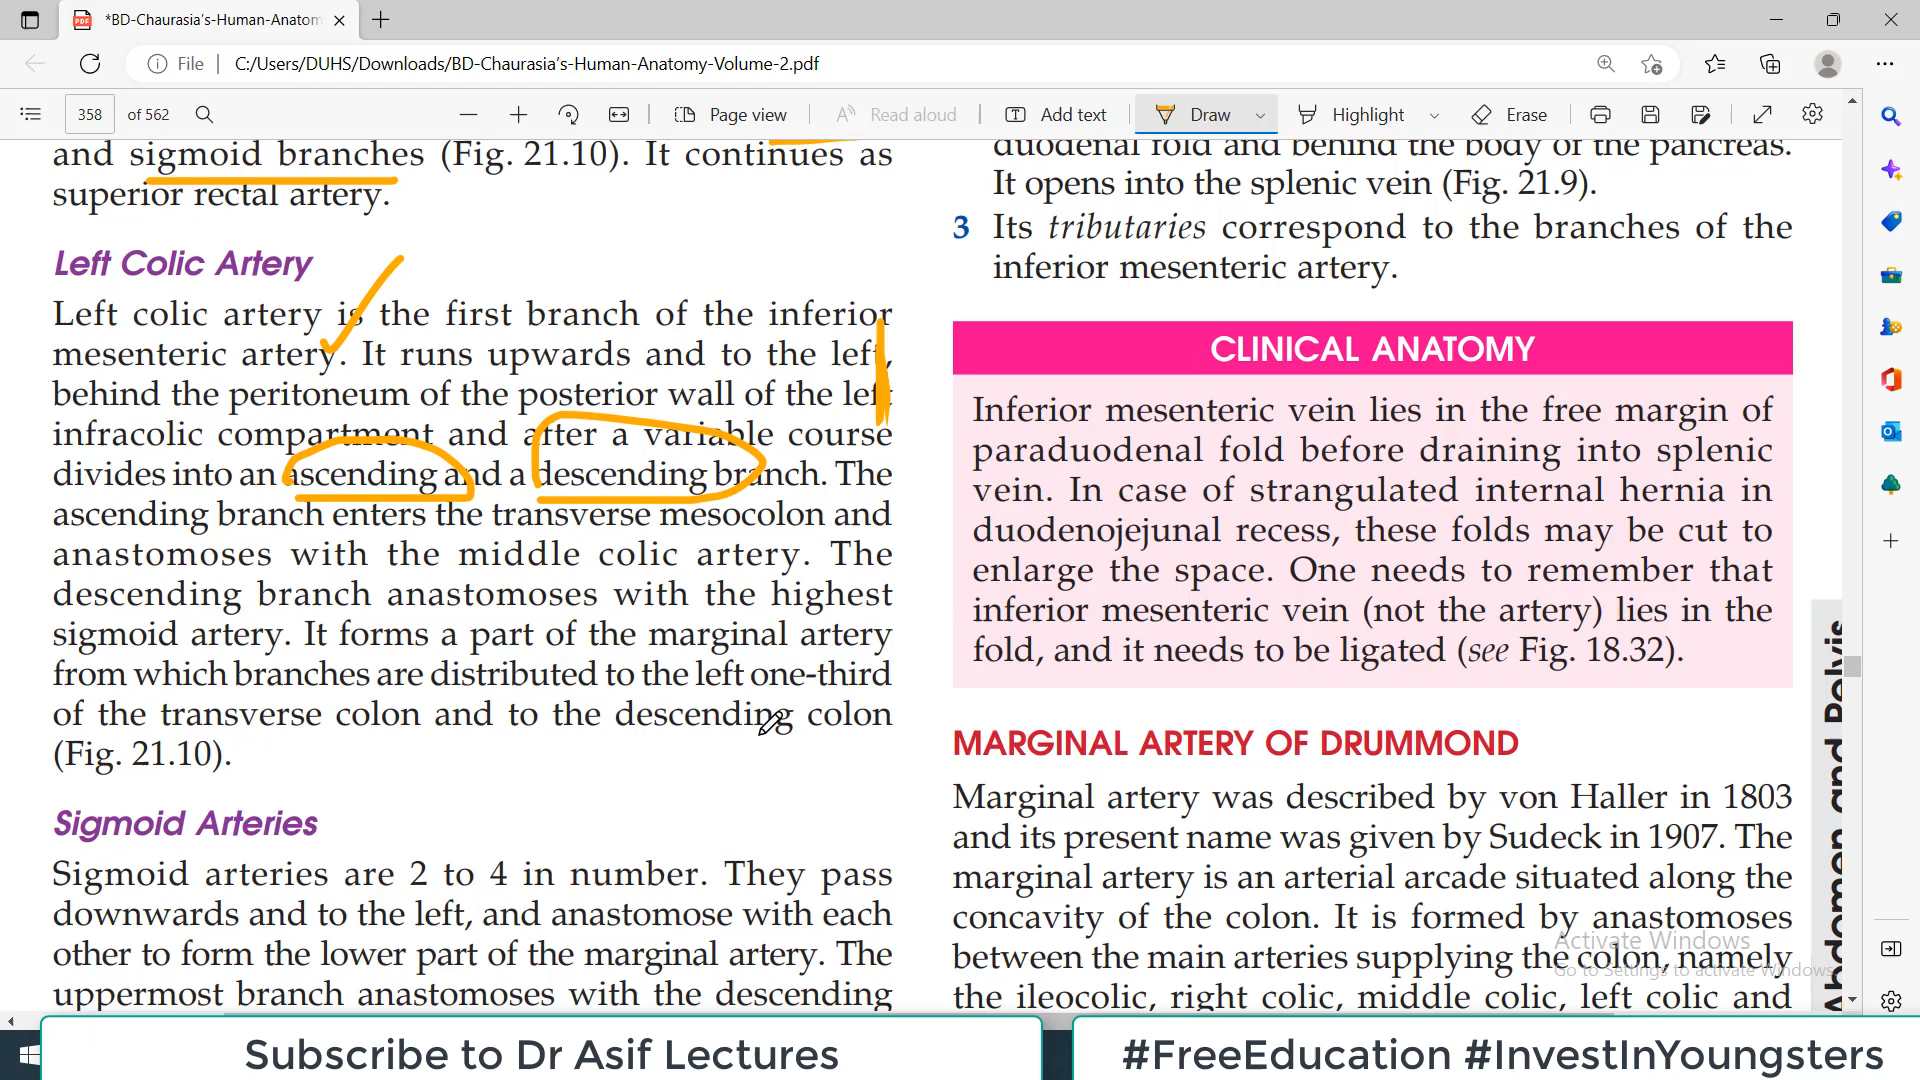 *BD-Chaurasia's-Human-Anatom
File
C:/Users/DUHS/Downloads/BD-Chaurasia's-Human-Anatomy-Volume-2.pdf
358 of 562
Page view
Read aloud
Add text
Draw
Highlight
Erase
and sigmoid branches (Fig. 21.10). It continues as
superior rectal artery.
Left Colic Artery
Left colic artery is the first branch of the inferior
mesenteric artery. It runs upwards and to the left,
behind the peritoneum of the posterior wall of the left
infracolic compartment and after a variable course
divides into an ascending and a descending branch. The
ascending branch enters the transverse mesocolon and
anastomoses with the middle colic artery. The
descending branch anastomoses with the highest
sigmoid artery. It forms a part of the marginal artery
from which branches are distributed to the left one-third
of the transverse colon and to the descending colon
(Fig. 21.10).
Sigmoid Arteries
Sigmoid arteries are 2 to 4 in number. They pass
downwards and to the left, and anastomose with each
other to form the lower part of the marginal artery. The
uppermost branch anastomoses with the descending
duodenal fold and behind the body of the pancreas.
It opens into the splenic vein (Fig. 21.9).
3 Its tributaries correspond to the branches of the
inferior mesenteric artery.
CLINICAL ANATOMY
Inferior mesenteric vein lies in the free margin of
paraduodenal fold before draining into splenic
vein. In case of strangulated internal hernia in
duodenojejunal recess, these folds may be cut to
enlarge the space. One needs to remember that
inferior mesenteric vein (not the artery) lies in the
fold, and it needs to be ligated (see Fig. 18.32).
MARGINAL ARTERY OF DRUMMOND
Marginal artery was described by von Haller in 1803
and its present name was given by Sudeck in 1907. The
marginal artery is an arterial arcade situated along the
concavity of the colon. It is formed by anastomoses
between the main arteries supplying the colon, namely
the ileocolic, right colic, middle colic, left colic and
Abdomen and Pelvis
Activate Windows
Go to Settings to activate Windows
Subscribe to Dr Asif Lectures
#FreeEducation #InvestInYoungsters